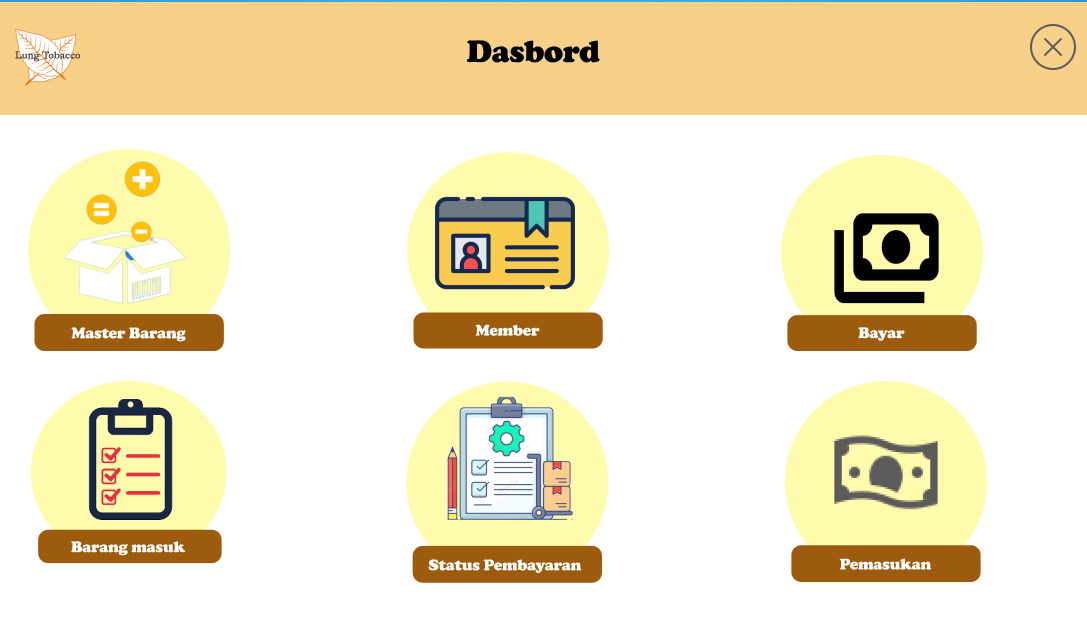 Lung Tobacco
Dasbord
Master Barang
Member
Bayar
Barang masuk
Status Pembayaran
Pemasukan